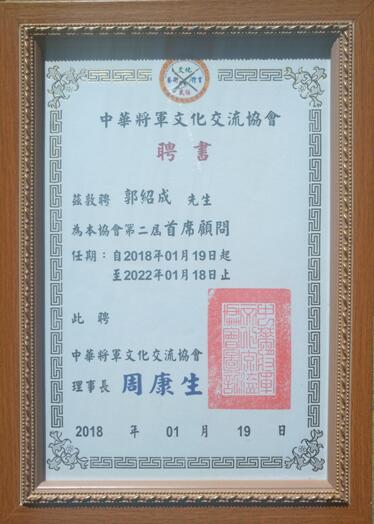 文化
中華將軍文化交流協會
聘書
茲敦聘 郭紹成 先生
為本協會第二屆首席顧問
任期：自2018年01月19日起
至2022年01月18日止
此聘
中華將軍文化交流協會
理事長 周康生
2018 年 01 月 19 日